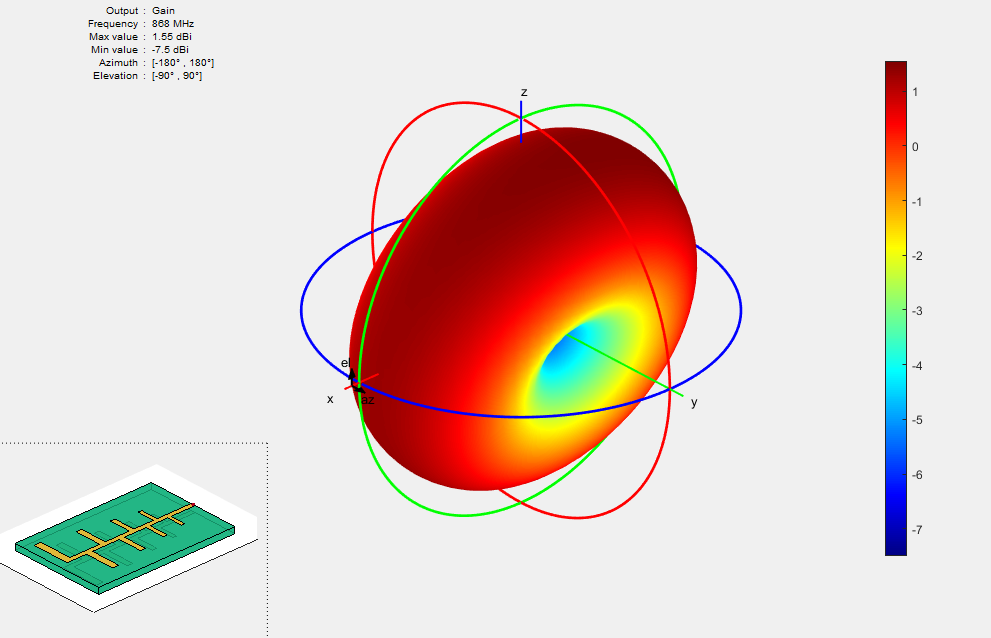 Output : Gain
Frequency : 868 MHz
Max value : 1.55 dBi
Min value : -7.5 dBi
Azimuth : [-180° , 180°]
Elevation : [-90° , 90°]
z
1
0
-1
-2
-3
-4
-5
-6
-7
el
x
az
y